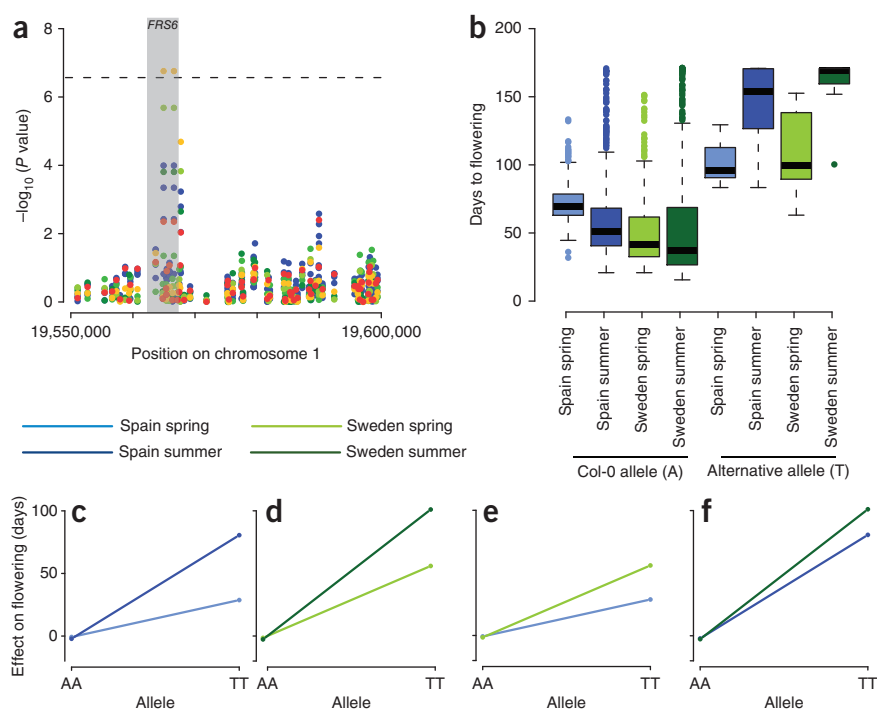 a
FRS6
8
6
4
2
0
–log10 (P value)
19,550,000
19,600,000
Position on chromosome 1
b
200
150
100
50
0
Days to flowering
Spain spring
Spain summer
Sweden spring
Sweden summer
Spain spring
Spain summer
Sweden spring
Sweden summer
Col-0 allele (A)
Alternative allele (T)
Spain spring
Sweden spring
Spain summer
Sweden summer
c
d
e
f
100
50
0
Effect on flowering (days)
AA
TT
AA
TT
AA
TT
AA
TT
Allele
Allele
Allele
Allele